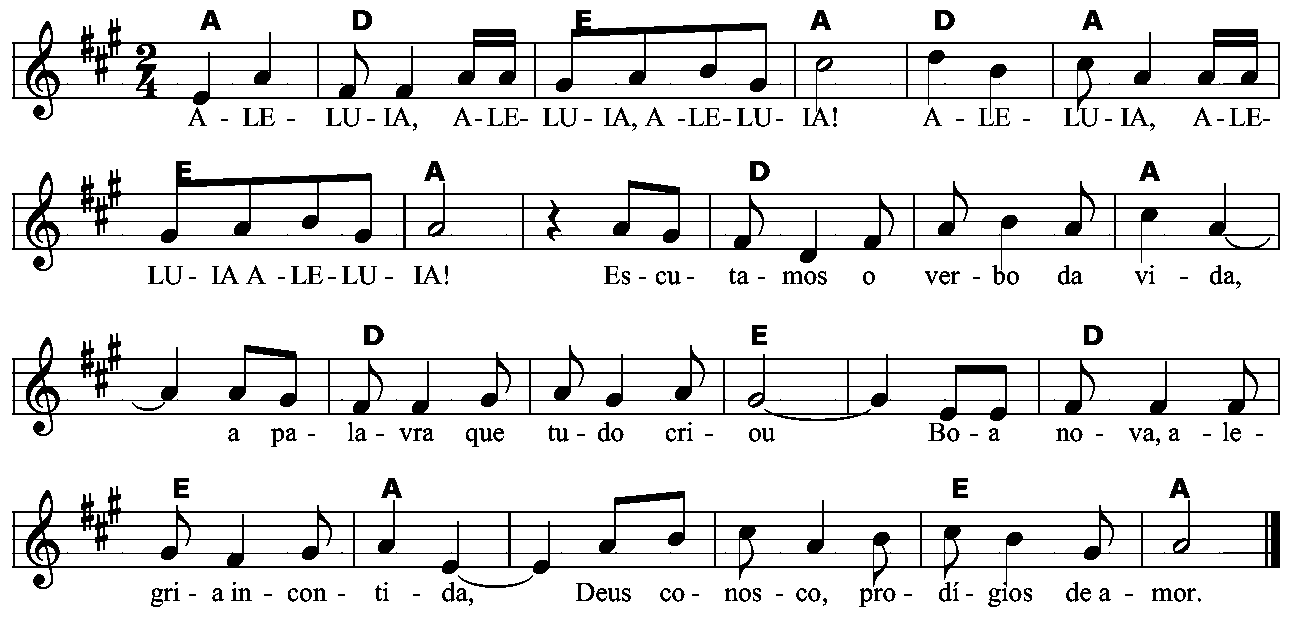 A D E A D A
2 4
A - LE - LU - IA, A - LE - LU - IA, A - LE - LU - IA! A - LE - LU - IA, A - LE-
E A D A
LU - IA A - LE - LU - IA! Es - cu - ta - mos o ver - bo da vi - da,
D E D
a pa - la - vra que tu - do cri - ou Bo - a no - va, a - le -
E A E A
gri - a in - con - ti - da, Deus co - nos - co, pro - dí - gios de a - mor.